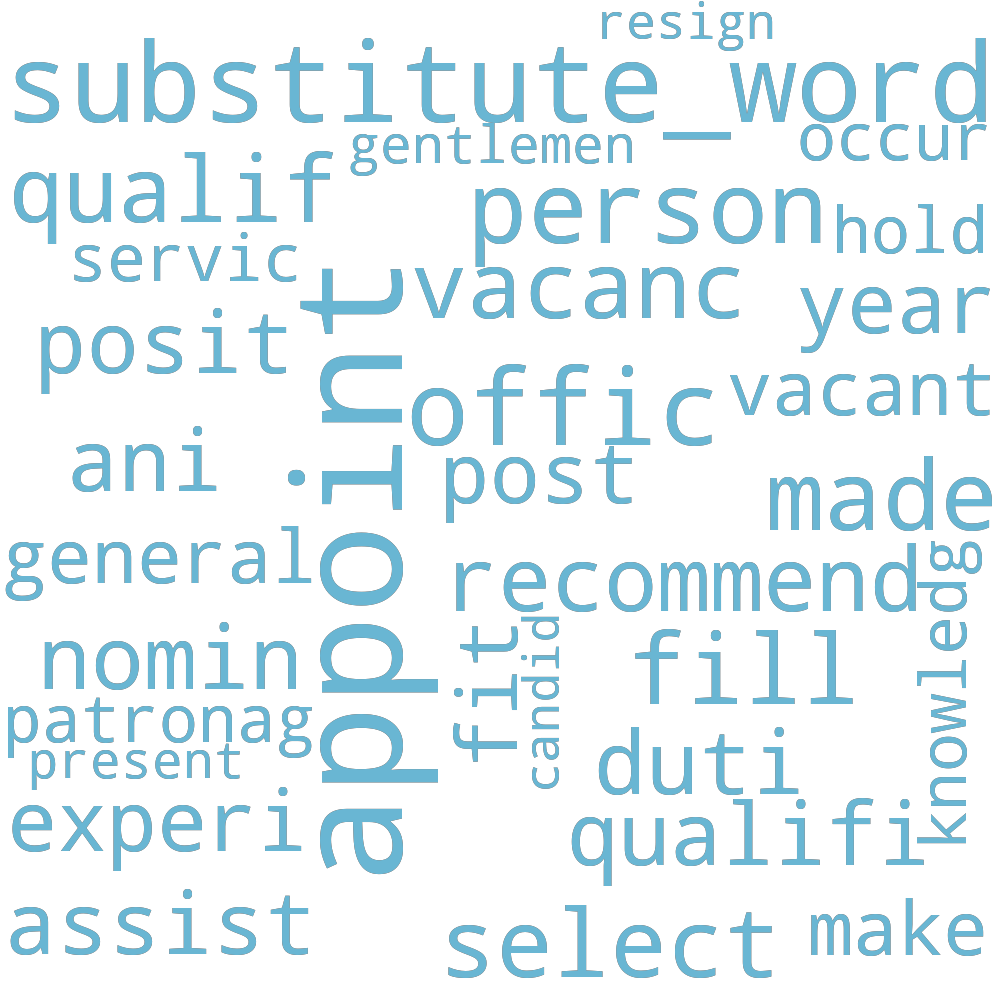 resign
substitute_word
gentlemen
occur
qualif
person
hold
servic
vacanc
year
posit
appoint
offic
vacant
ani
post
made
general
recommend
knowledg
nomin
fit
candid
fill
patronag
present
duti
experi
qualifi
assist
select
make